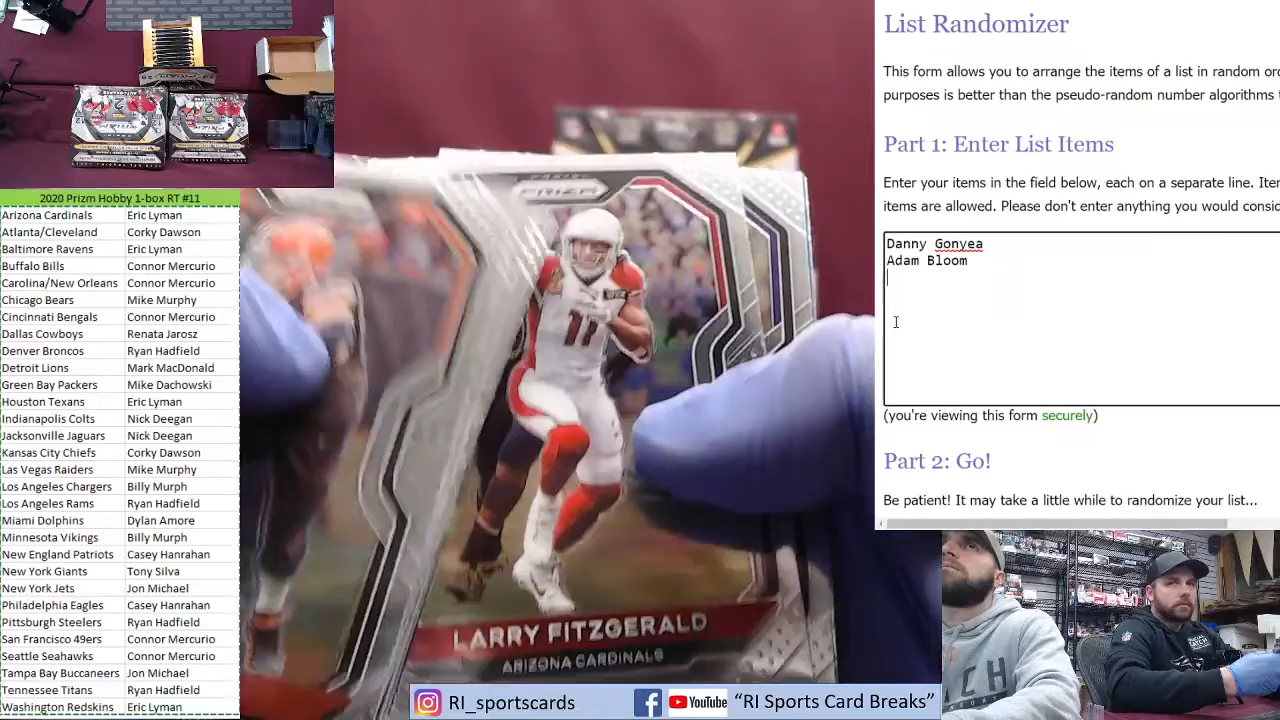 2020 Prizm Hobby 1-box RT #11
Arizona Cardinals Eric Lyman
Atlanta/Cleveland Corky Dawson
Baltimore Ravens Eric Lyman
Buffalo Bills Connor Mercurio
Carolina/New Orleans Connor Mercurio
Chicago Bears Mike Murphy
Cincinnati Bengals Connor Mercurio
Dallas Cowboys Renata Jarosz
Denver Broncos Ryan Hadfield
Detroit Lions Mark MacDonald
Green Bay Packers Mike Dachowski
Houston Texans Eric Lyman
Indianapolis Colts Nick Deegan
Jacksonville Jaguars Nick Deegan
Kansas City Chiefs Corky Dawson
Las Vegas Raiders Mike Murphy
Los Angeles Chargers Billy Murph
Los Angeles Rams Ryan Hadfield
Miami Dolphins Dylan Amore
Minnesota Vikings Billy Murph
New England Patriots Casey Hanrahan
New York Giants Tony Silva
New York Jets Jon Michael
Philadelphia Eagles Casey Hanrahan
Pittsburgh Steelers Ryan Hadfield
San Francisco 49ers Connor Mercurio
Seattle Seahawks Connor Mercurio
Tampa Bay Buccaneers Jon Michael
Tennessee Titans Ryan Hadfield
Washington Redskins Eric Lyman
PRIZM
11
LARRY FITZGERALD
ARIZONA CARDINALS
RI_sportscards
YouTube "RI Sports Card Breaks"
List Randomizer
This form allows you to arrange the items of a list in random
purposes is better than the pseudo-random number algorithms
Part 1: Enter List Items
Enter your items in the field below, each on a separate line.
items are allowed. Please don't enter anything you would
Danny Gonyea
Adam Bloom
(you're viewing this form securely)
Part 2: Go!
Be patient! It may take a little while to randomize your list...